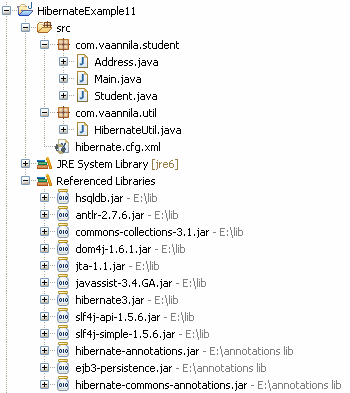 HibernateExample11
src
com.vaannila.student
Address.java
Main.java
Student.java
com.vaannila.util
HibernateUtil.java
hibernate.cfg.xml
JRE System Library [jre6]
Referenced Libraries
hsqldb.jar - E:\lib
antlr-2.7.6.jar - E:\lib
commons-collections-3.1.jar - E:\lib
dom4j-1.6.1.jar - E:\lib
jta-1.1.jar - E:\lib
javassist-3.4.GA.jar - E:\lib
hibernate3.jar - E:\lib
slf4j-api-1.5.6.jar - E:\lib
slf4j-simple-1.5.6.jar - E:\lib
hibernate-annotations.jar - E:\annotations lib
ejb3-persistence.jar - E:\annotations lib
hibernate-commons-annotations.jar - E:\annotations lib